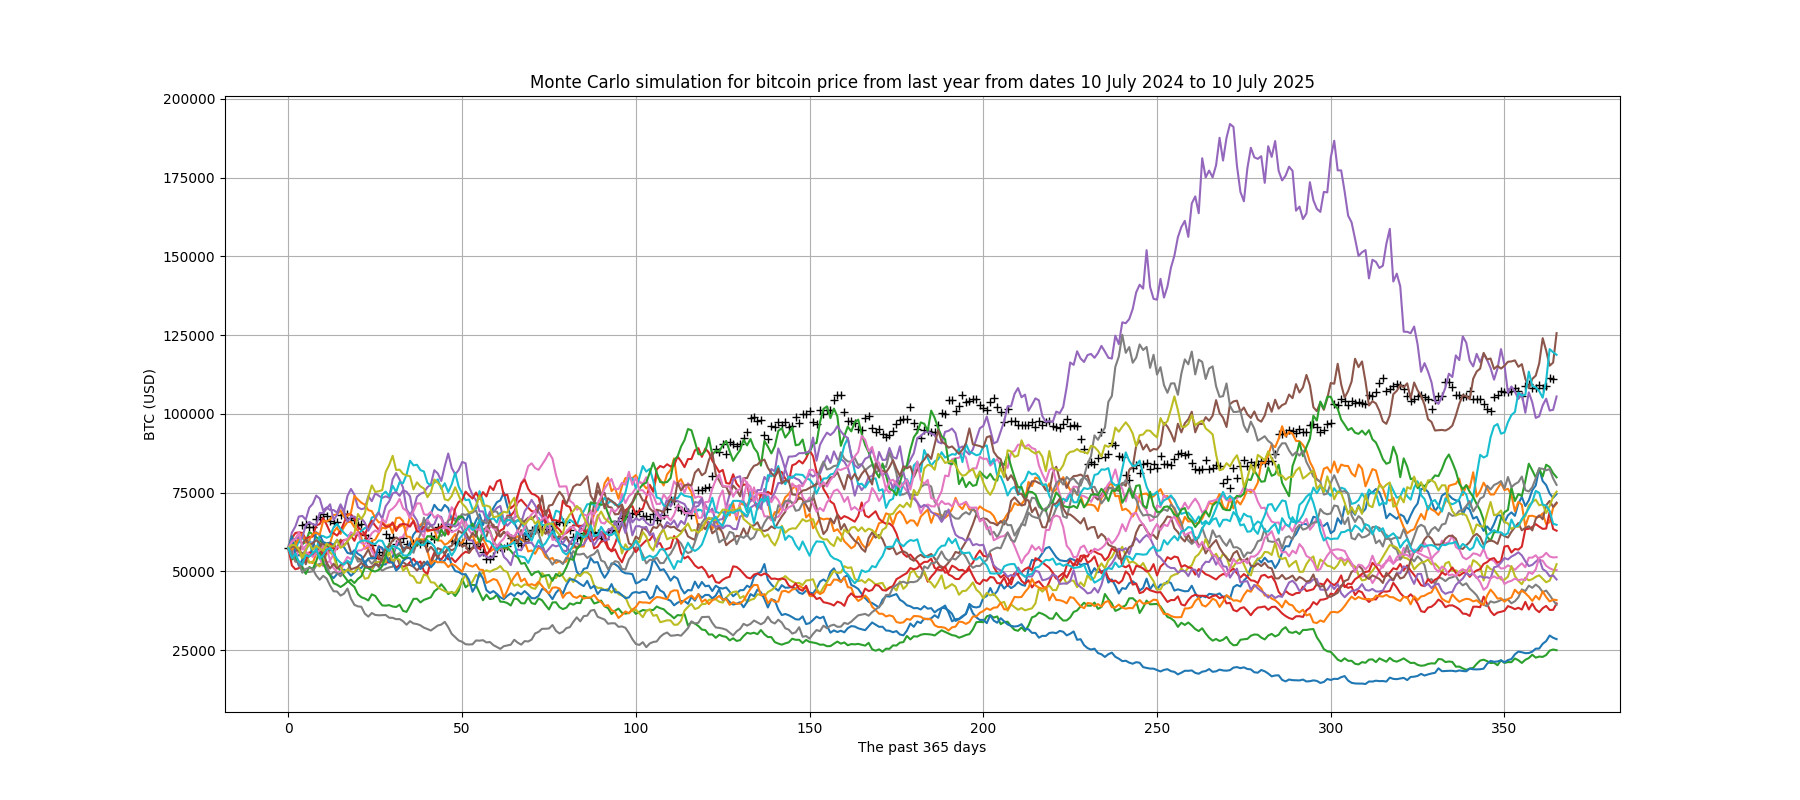 Monte Carlo simulation for bitcoin price from last year from dates 10 July 2024 to 10 July 2025
200000
175000
150000
125000
100000
75000
50000
25000
BTC (USD)
0 50 100 150 200 250 300 350
The past 365 days